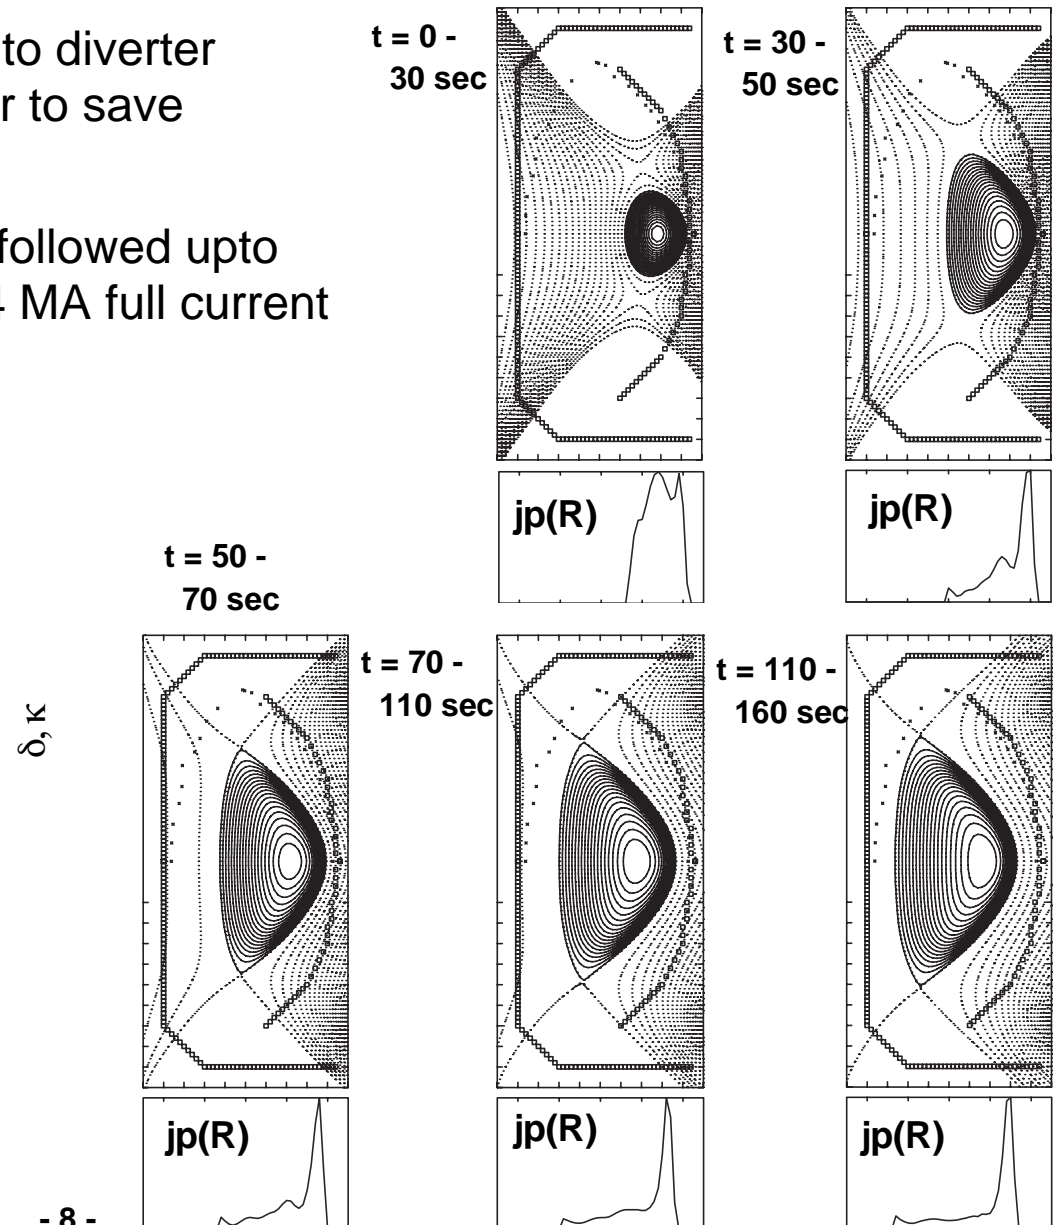 to diverter
r to save
followed upto
MA full current
t = 0 -
30 sec
t = 30 -
50 sec
jp(R)
jp(R)
t = 50 -
70 sec
t = 70 -
110 sec
t = 110 -
160 sec
δ,κ
jp(R)
jp(R)
jp(R)
- 8 -